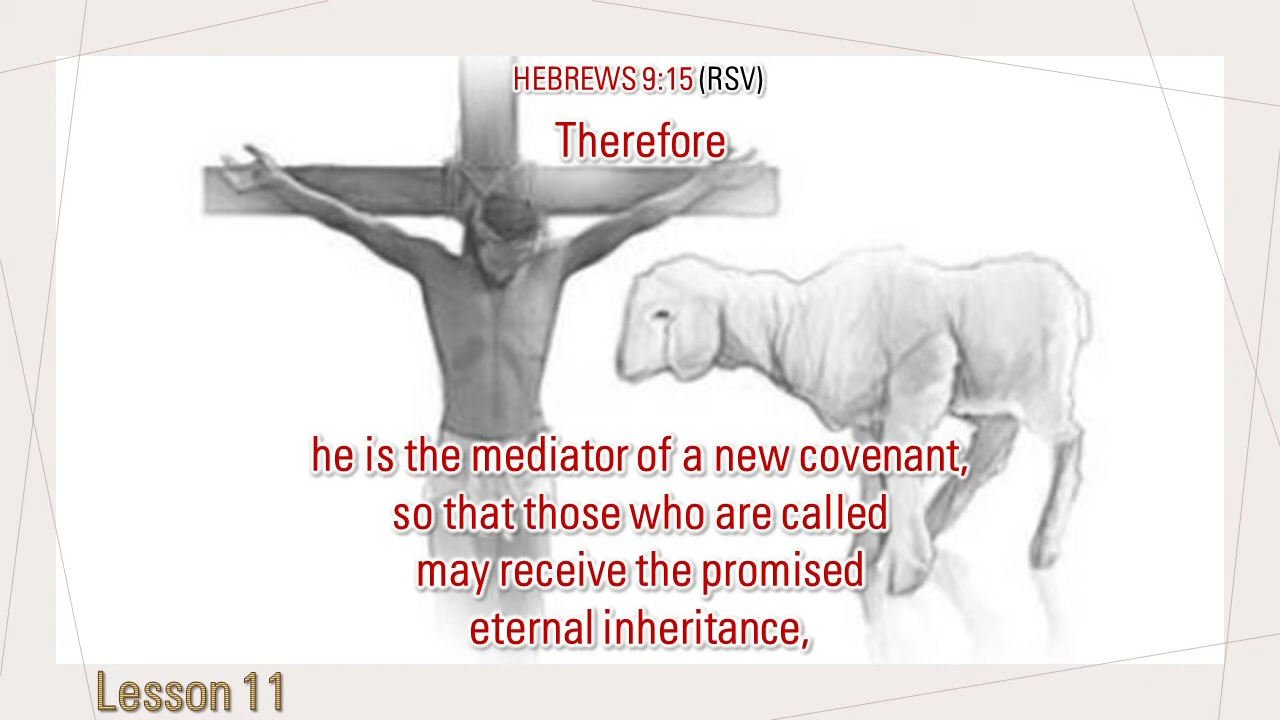 HEBREWS 9:15 (RSV)
Therefore
he is the mediator of a new covenant,
so that those who are called
may receive the promised
eternal inheritance,
Lesson 11